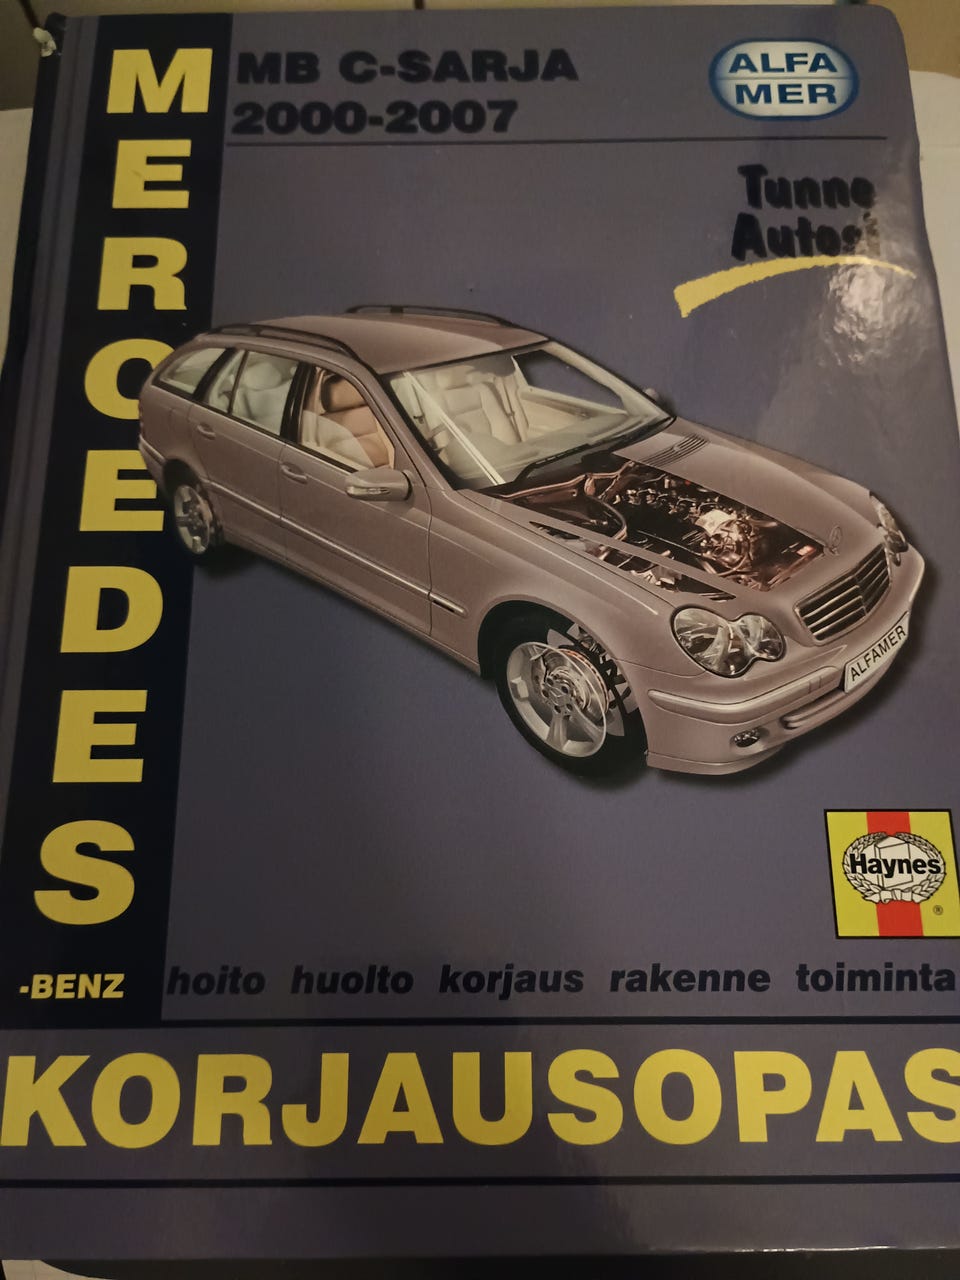 MERCEDES
-BENZ
MB C-SARJA
2000-2007
ALFA
MER
Tunne
Autosi
ALFAMER
Haynes
®
hoito huolto korjaus rakenne toiminta
KORJAUSOPAS